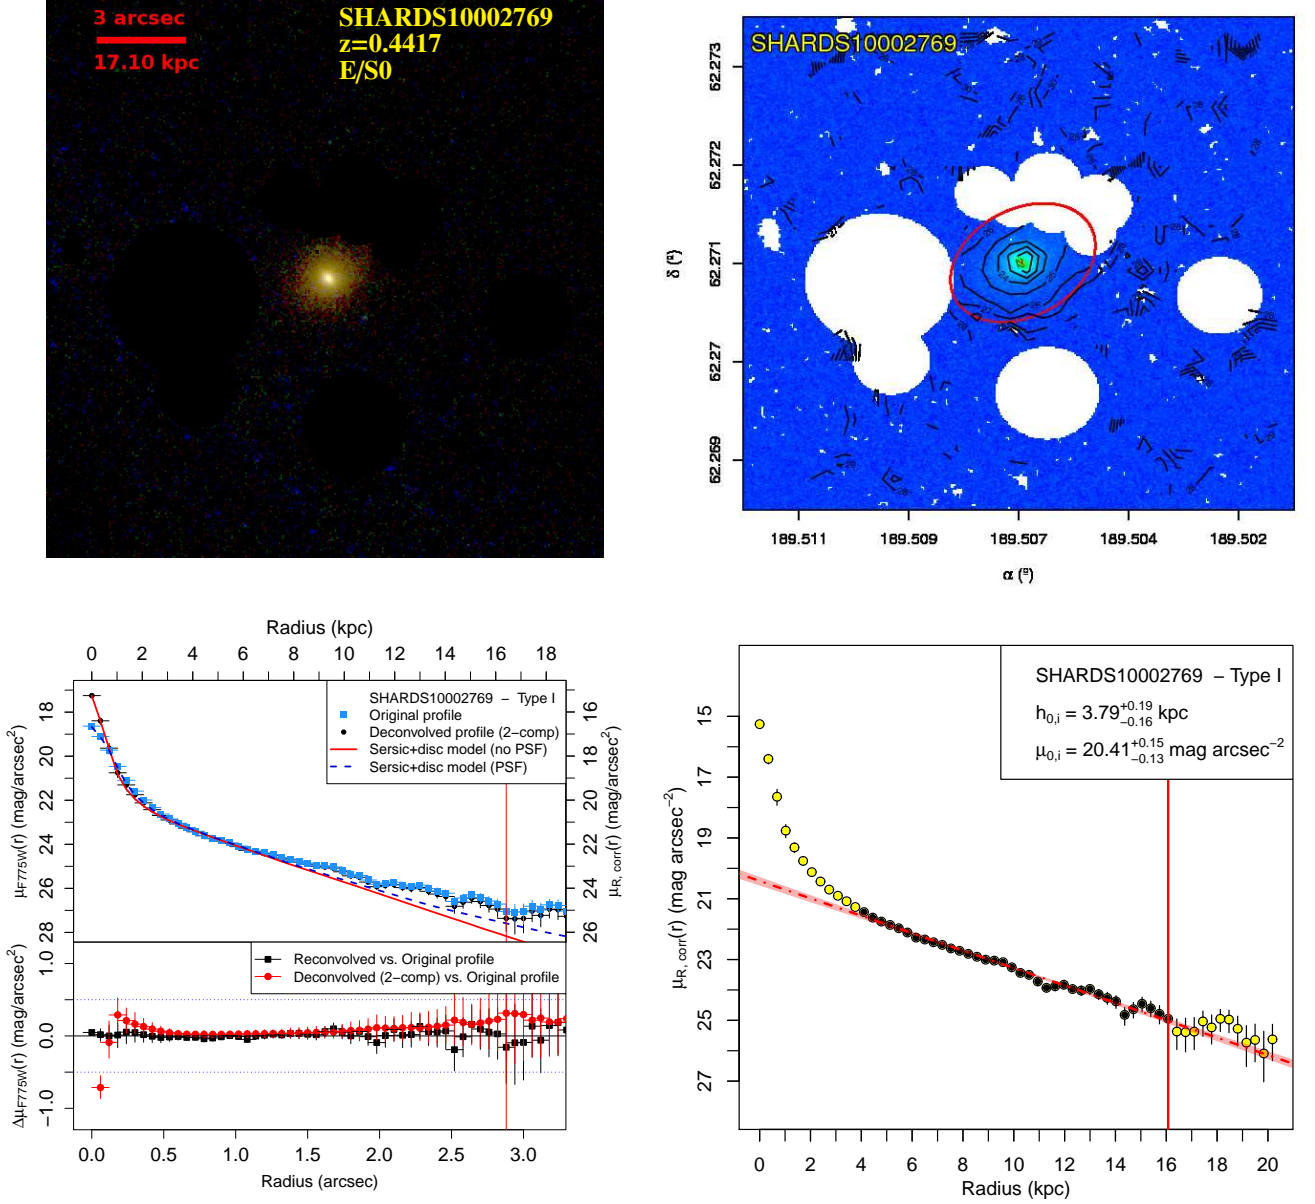 3 arcsec
17.10 kpc
SHARDS10002769
z=0.4417
E/S0
SHARDS10002769
62.273
62.272
62.271
62.27
62.269
δ (º)
189.511
189.509
189.507
189.504
189.502
α (º)
Radius (kpc)
0 2 4 6 8 10 12 14 16 18
SHARDS10002769 − Type I
Original profile
Deconvolved profile (2−comp)
Sersic+disc model (no PSF)
Sersic+disc model (PSF)
18
20
22
24
26
28
μF775W(r) (mag/arcsec²)
16
18
20
22
24
26
μR, corr(r) (mag/arcsec²)
Reconvolved vs. Original profile
Deconvolved (2−comp) vs. Original profile
1.0
0.0
−1.0
ΔμF775W(r) (mag/arcsec²)
0.0 0.5 1.0 1.5 2.0 2.5 3.0
Radius (arcsec)
SHARDS10002769 − Type I
h0,i = 3.79 +0.19 −0.16 kpc
μ0,i = 20.41 +0.15 −0.13 mag arcsec−2
15
17
19
21
23
25
27
μR, corr(r) (mag arcsec−2)
0 2 4 6 8 10 12 14 16 18 20
Radius (kpc)